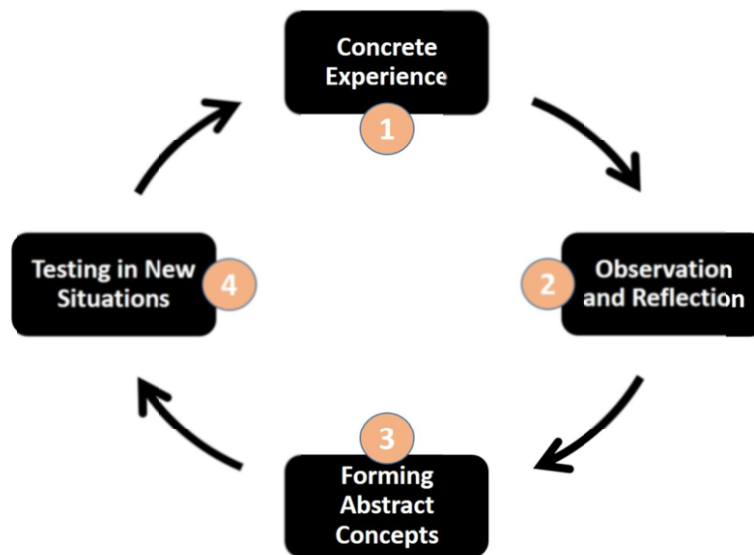 Concrete
Experience
1
2
Observation
and Reflection
3
Forming
Abstract
Concepts
4
Testing in New
Situations